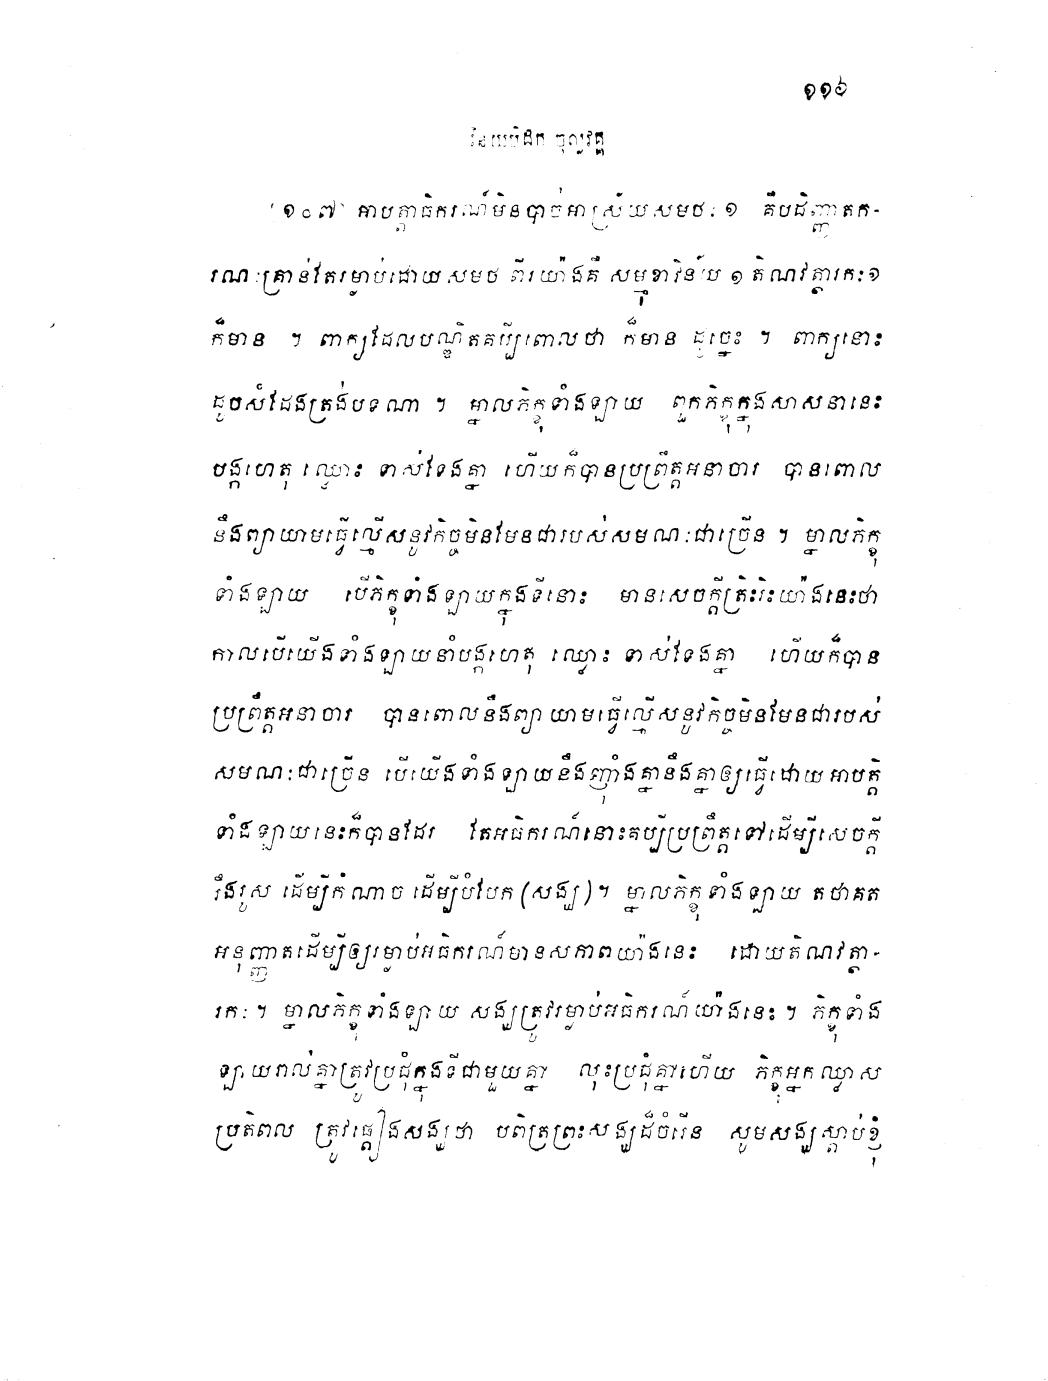 ១១៦
វិនយបិដក ចុល្លវគ្គ
(១០៧) អាបត្តាធិករណ៍មិនបាច់អាស្រ័យសមថៈ ១ គឺបដិញ្ញាតក-
រណៈគ្រាន់តែរម្ងាប់ដោយសមថ ពីរយ៉ាងគឺ សម្មុខាវិន័យ ១ តិណវត្ថារកៈ ១
ក៏មាន ។ ពាក្យដែលបណ្ឌិតគប្បីពោលថា ក៏មាន ដូច្នេះ ។ ពាក្យនោះ
ដូចសំដែងត្រង់បទណា ។ ម្នាលភិក្ខុទាំងឡាយ ពួកភិក្ខុក្នុងសាសនានេះ
បង្កហេតុ ឈ្លោះ ទាស់ទែងគ្នា ហើយក៏បានប្រព្រឹត្តអនាចារ បានពោល
នឹងព្យាយាមធ្វើល្មើសនូវកិច្ចមិនមែនជារបស់សមណៈជាច្រើន ។ ម្នាលភិក្ខុ
ទាំងឡាយ បើភិក្ខុទាំងឡាយក្នុងទីនោះ មានសេចក្តីត្រិះរិះយ៉ាងនេះថា
កាលបើយើងទាំងឡាយនាំបង្កហេតុ ឈ្លោះ ទាស់ទែងគ្នា ហើយក៏បាន
ប្រព្រឹត្តអនាចារ បានពោលនឹងព្យាយាមធ្វើល្មើសនូវកិច្ចមិនមែនជារបស់
សមណៈជាច្រើន បើយើងទាំងឡាយនឹងញ៉ាំងគ្នានឹងគ្នាឲ្យធ្វើដោយអាបត្តិ
ទាំងឡាយនេះក៏បានដែរ តែអធិករណ៍នោះគប្បីប្រព្រឹត្តទៅដើម្បីសេចក្តី
រឹងរូស ដើម្បីកំណាច ដើម្បីបំបែក (សង្ឃ) ។ ម្នាលភិក្ខុទាំងឡាយ តថាគត
អនុញ្ញាតដើម្បីឲ្យរម្ងាប់អធិករណ៍មានសភាពយ៉ាងនេះ ដោយតិណវត្ថា-
រកៈ ។ ម្នាលភិក្ខុទាំងឡាយ សង្ឃត្រូវរម្ងាប់អធិករណ៍យ៉ាងនេះ ។ ភិក្ខុទាំង
ឡាយរាល់គ្នាត្រូវប្រជុំក្នុងទីជាមួយគ្នា លុះប្រជុំគ្នាហើយ ភិក្ខុអ្នកឈ្លាស
ប្រតិពល ត្រូវផ្តៀងសង្ឃថា បពិត្រព្រះសង្ឃដ៏ចំរើន សូមសង្ឃស្តាប់ខ្ញុំ